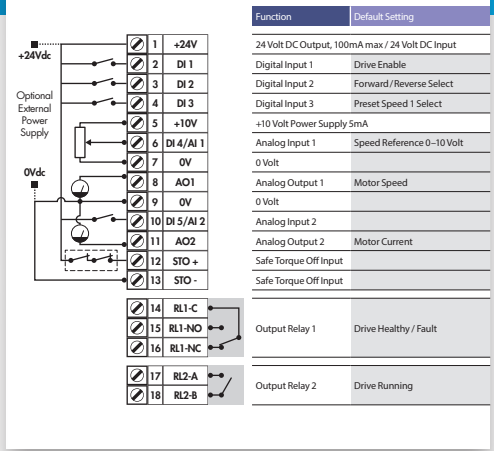 Function Default Setting
+24Vdc
Optional
External
Power
Supply
0Vdc
1 +24V 24 Volt DC Output, 100mA max / 24 Volt DC Input
2 DI 1 Digital Input 1 Drive Enable
3 DI 2 Digital Input 2 Forward/Reverse Select
4 DI 3 Digital Input 3 Preset Speed 1 Select
5 +10V +10 Volt Power Supply 5mA
6 DI 4/AI 1 Analog Input 1 Speed Reference 0–10 Volt
7 0V 0 Volt
8 AO1 Analog Output 1 Motor Speed
9 0V 0 Volt
10 DI 5/AI 2 Analog Input 2
11 AO2 Analog Output 2 Motor Current
12 STO + Safe Torque Off Input
13 STO - Safe Torque Off Input
14 RL1-C
15 RL1-NO Output Relay 1 Drive Healthy / Fault
16 RL1-NC
17 RL2-A
Output Relay 2 Drive Running
18 RL2-B